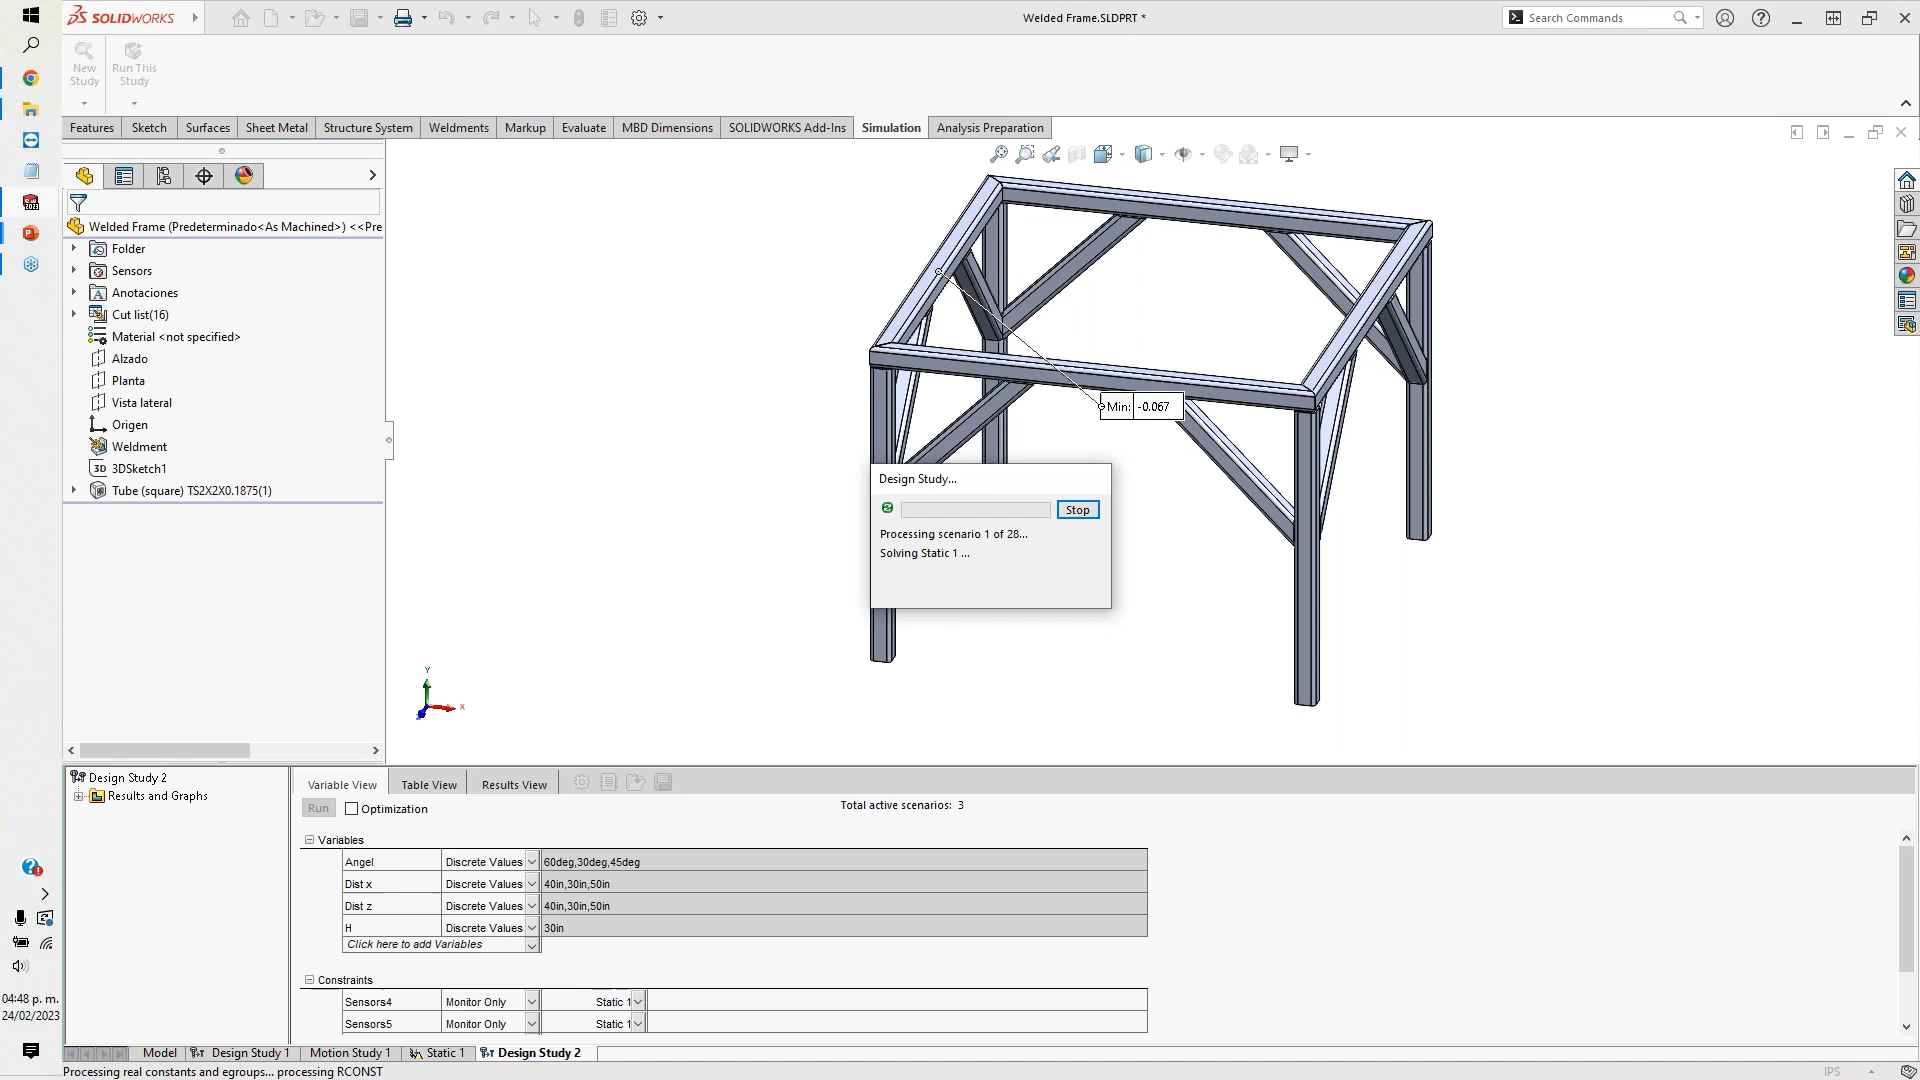 SOLIDWORKS
Welded Frame.SLDPRT *
Search Commands
New Study
Run This Study
Features
Sketch
Surfaces
Sheet Metal
Structure System
Weldments
Markup
Evaluate
MBD Dimensions
SOLIDWORKS Add-Ins
Simulation
Analysis Preparation
Welded Frame (Predeterminado<As Machined>) <<Pre
Folder
Sensors
Anotaciones
Cut list(16)
Material <not specified>
Alzado
Planta
Vista lateral
Origen
Weldment
3D 3DSketch1
Tube (square) TS2X2X0.1875(1)
Min: -0.067
Design Study...
Stop
Processing scenario 1 of 28...
Solving Static 1 ...
Y
X
Design Study 2
Results and Graphs
Variable View
Table View
Results View
Run
Optimization
Total active scenarios: 3
Variables
Angel Discrete Values 60deg,30deg,45deg
Dist x Discrete Values 40in,30in,50in
Dist z Discrete Values 40in,30in,50in
H Discrete Values 30in
Click here to add Variables
Constraints
Sensors4 Monitor Only Static 1
Sensors5 Monitor Only Static 1
Model
Design Study 1
Motion Study 1
Static 1
Design Study 2
Processing real constants and egroups... processing RCONST
IPS
04:48 p. m.
24/02/2023